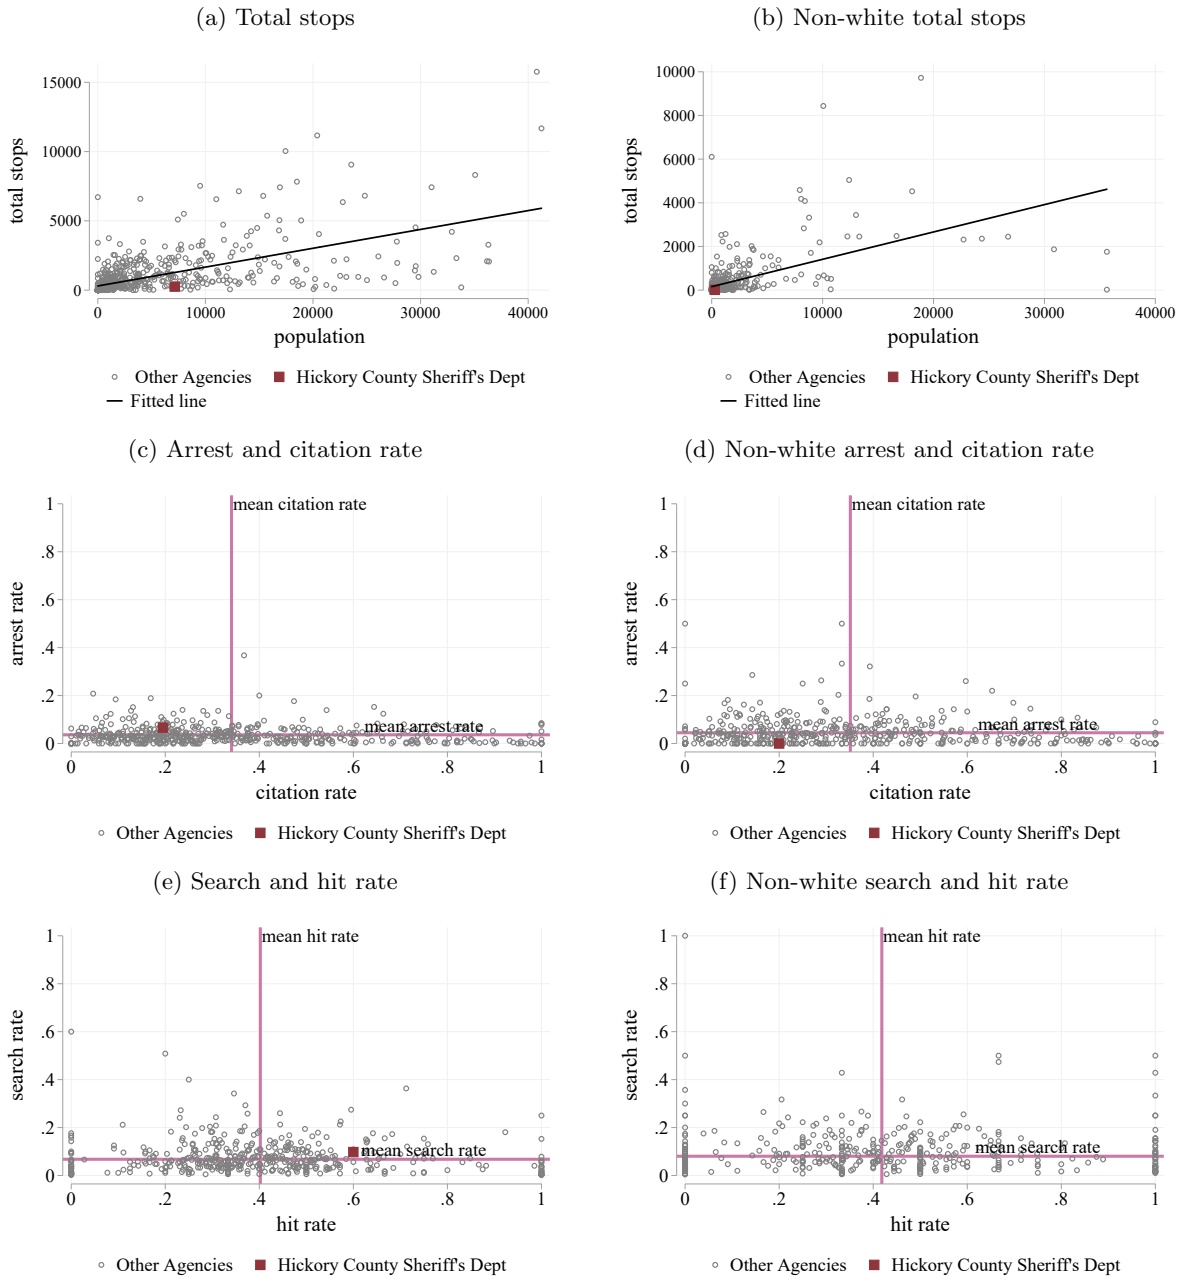 (a) Total stops
15000
10000
5000
0
total stops
0 10000 20000 30000 40000
population
Other Agencies Hickory County Sheriff's Dept
Fitted line
(b) Non-white total stops
10000
8000
6000
4000
2000
0
total stops
0 10000 20000 30000 40000
population
Other Agencies Hickory County Sheriff's Dept
Fitted line
(c) Arrest and citation rate
1
.8
.6
.4
.2
0
arrest rate
mean citation rate
mean arrest rate
0 .2 .4 .6 .8 1
citation rate
Other Agencies Hickory County Sheriff's Dept
(d) Non-white arrest and citation rate
1
.8
.6
.4
.2
0
arrest rate
mean citation rate
mean arrest rate
0 .2 .4 .6 .8 1
citation rate
Other Agencies Hickory County Sheriff's Dept
(e) Search and hit rate
1
.8
.6
.4
.2
0
search rate
mean hit rate
mean search rate
0 .2 .4 .6 .8 1
hit rate
Other Agencies Hickory County Sheriff's Dept
(f) Non-white search and hit rate
1
.8
.6
.4
.2
0
search rate
mean hit rate
mean search rate
0 .2 .4 .6 .8 1
hit rate
Other Agencies Hickory County Sheriff's Dept